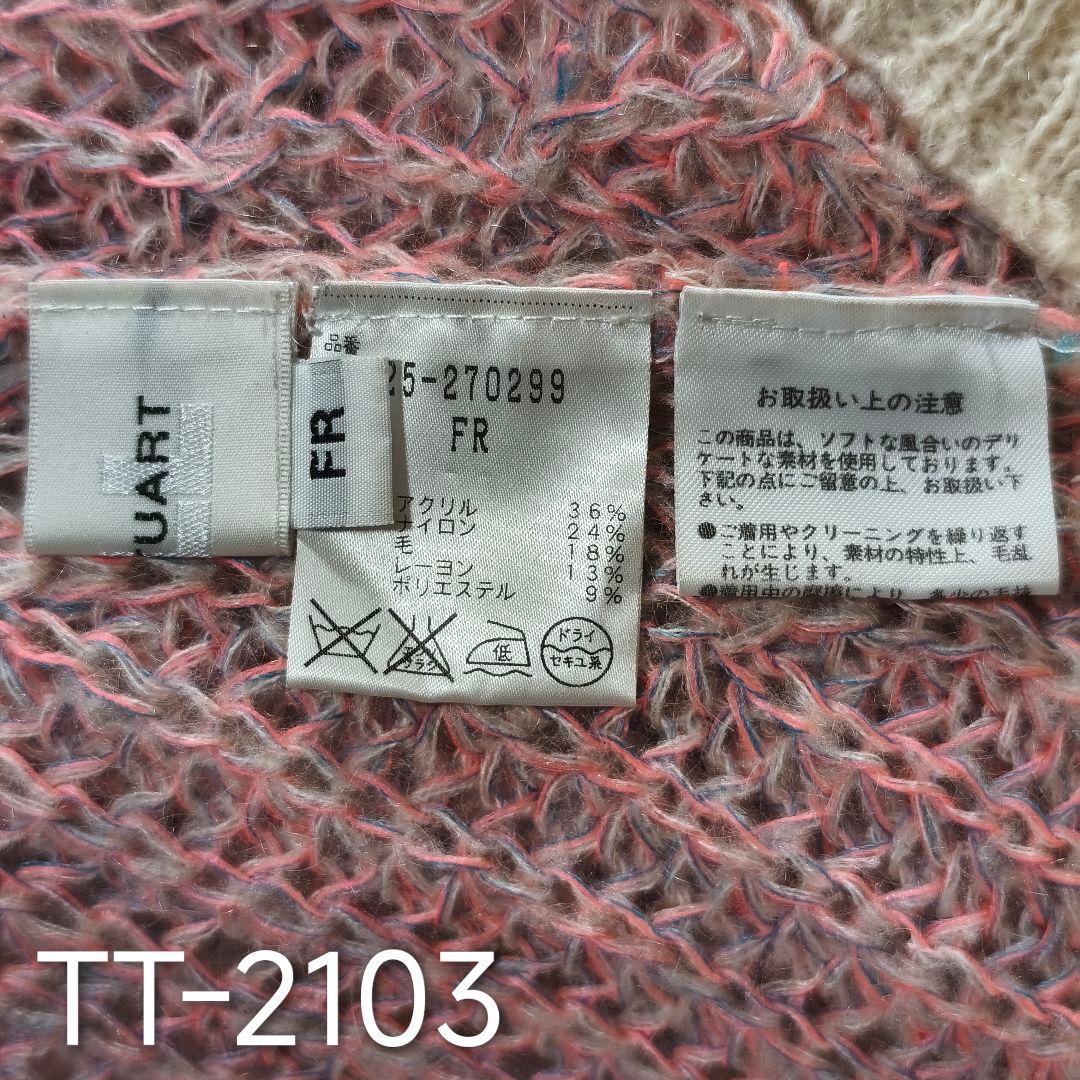 TUART
FR
品番
25-270299
FR
アクリル 36%
ナイロン 24%
毛 18%
レーヨン 13%
ポリエステル 9%
低
ドライ
セキユ系
お取扱い上の注意
この商品は、ソフトな風合いのデリ
ケートな素材を使用しております。
下記の点にご留意の上、お取扱い下
さい。
●ご着用やクリーニングを繰り返す
ことにより、素材の特性上、毛乱
れが生じます。
TT-2103